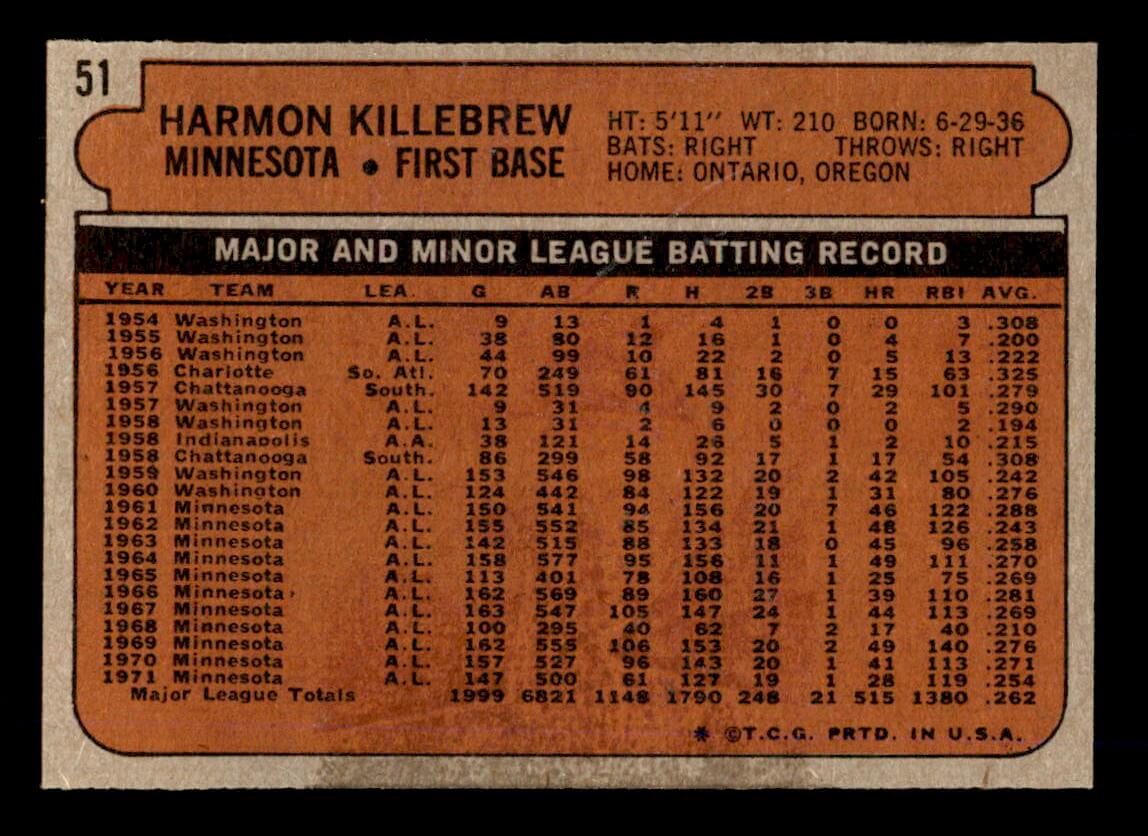 51
HARMON KILLEBREW
MINNESOTA • FIRST BASE
HT: 5'11" WT: 210 BORN: 6-29-36
BATS: RIGHT THROWS: RIGHT
HOME: ONTARIO, OREGON
MAJOR AND MINOR LEAGUE BATTING RECORD
YEAR TEAM LEA. G AB R H 2B 3B HR RBI AVG.
1954 Washington A.L. 9 13 1 4 1 0 0 3 .308
1955 Washington A.L. 38 80 12 16 1 0 4 7 .200
1956 Washington A.L. 44 99 10 22 2 0 5 13 .222
1956 Charlotte So. Atl. 70 249 61 81 16 7 15 63 .325
1957 Chattanooga South. 142 519 90 145 30 7 29 101 .279
1957 Washington A.L. 9 31 4 9 2 0 2 5 .290
1958 Washington A.L. 13 31 2 6 0 0 0 2 .194
1958 Indianapolis A.A. 38 121 14 26 5 1 2 10 .215
1958 Chattanooga South. 86 299 58 92 17 1 17 54 .308
1959 Washington A.L. 153 546 98 132 20 2 42 105 .242
1960 Washington A.L. 124 442 84 122 19 1 31 80 .276
1961 Minnesota A.L. 150 541 94 156 20 7 46 122 .288
1962 Minnesota A.L. 155 552 85 134 21 1 48 126 .243
1963 Minnesota A.L. 142 515 88 133 18 0 45 96 .258
1964 Minnesota A.L. 158 577 95 156 11 1 49 111 .270
1965 Minnesota A.L. 113 401 78 108 16 1 25 75 .269
1966 Minnesota A.L. 162 569 89 160 27 1 39 110 .281
1967 Minnesota A.L. 163 547 105 147 24 1 44 113 .269
1968 Minnesota A.L. 100 295 40 62 7 2 17 40 .210
1969 Minnesota A.L. 162 555 106 153 20 2 49 140 .276
1970 Minnesota A.L. 157 527 96 143 20 1 41 113 .271
1971 Minnesota A.L. 147 500 61 127 19 1 28 119 .254
Major League Totals 1999 6821 1148 1790 248 21 515 1380 .262
* ©T.C.G. PRTD. IN U.S.A.